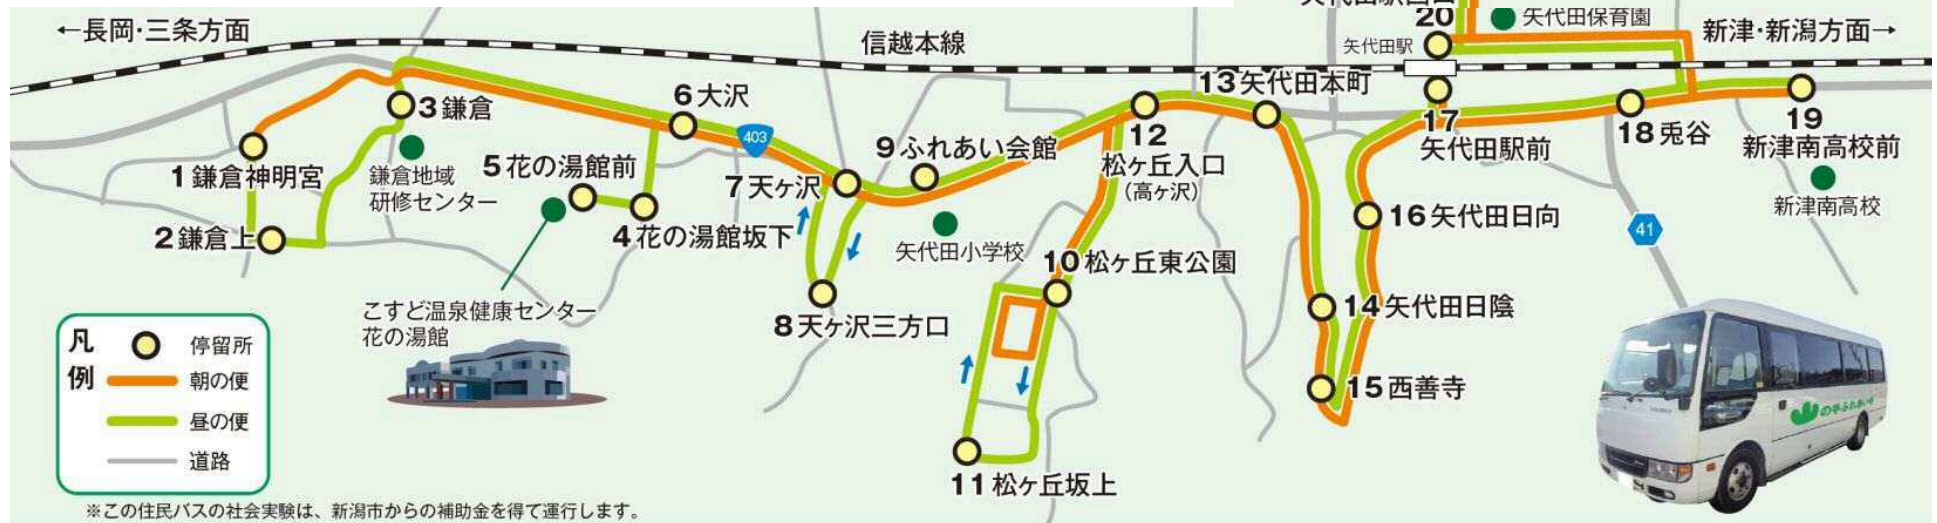 ←長岡・三条方面
信越本線
20
矢代田保育園
矢代田駅
新津・新潟方面→
3 鎌倉
6 大沢
403
13 矢代田本町
12
松ヶ丘入口
(高ヶ沢)
17
矢代田駅前
18 兎谷
19
新津南高校前
新津南高校
1 鎌倉神明宮
鎌倉地域
研修センター
5 花の湯館前
7 天ヶ沢
9 ふれあい会館
2 鎌倉上
4 花の湯館坂下
矢代田小学校
10 松ヶ丘東公園
16 矢代田日向
41
こすど温泉健康センター
花の湯館
8 天ヶ沢三方口
14 矢代田日陰
15 西善寺
11 松ヶ丘坂上
凡例
停留所
朝の便
昼の便
道路
※この住民バスの社会実験は、新潟市からの補助金を得て運行します。